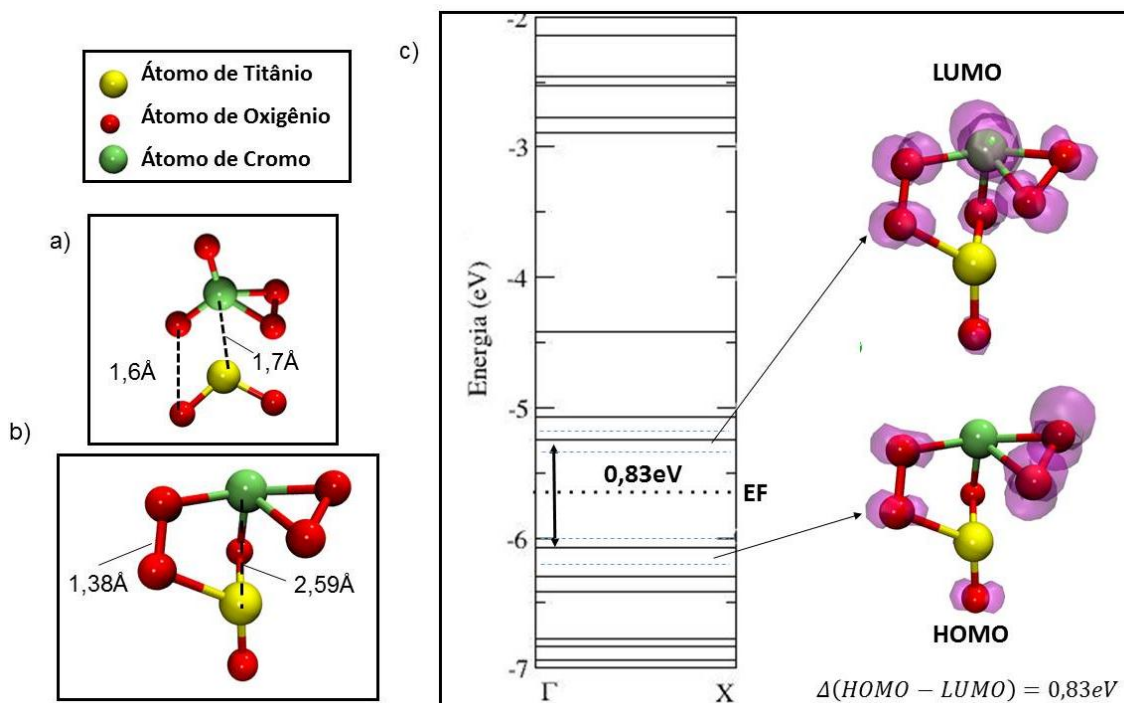 Átomo de Titânio
Átomo de Oxigênio
Átomo de Cromo
a)
1,6Å
1,7Å
b)
1,38Å
2,59Å
c)
Energia (eV)
-2
-3
-4
-5
-6
-7
Γ
X
0,83eV
EF
LUMO
HOMO
Δ(HOMO − LUMO) = 0,83eV